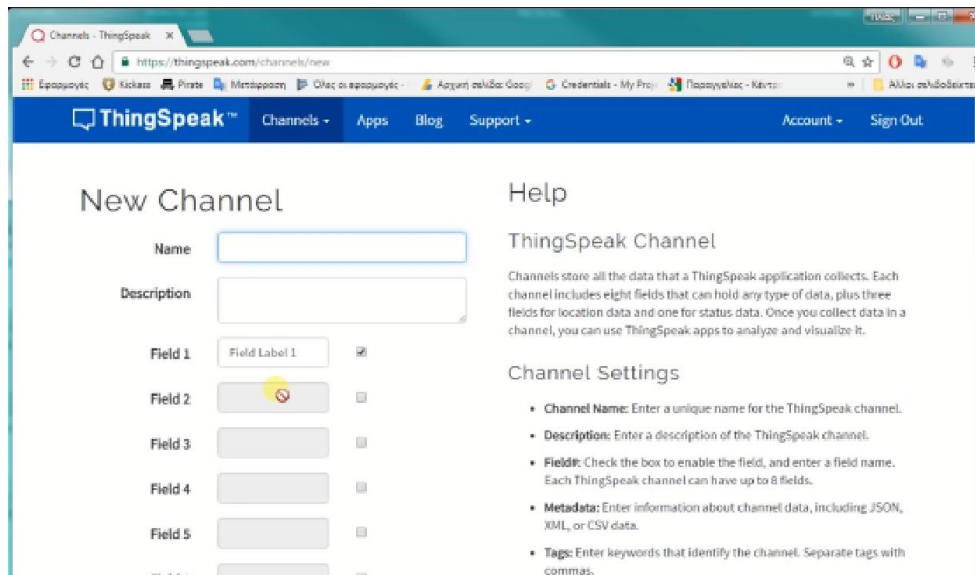 Channels - ThingSpeak
https://thingspeak.com/channels/new
Εφαρμογές Kickass Pirate Μετάφραση Όλες οι εφαρμογές - Αρχική σελίδα Goog Credentials - My Proj Παραγγελίες - Κέντρ » Άλλοι σελιδοδείκτες
ThingSpeak™ Channels Apps Blog Support Account Sign Out
New Channel
Name
Description
Field 1 Field Label 1
Field 2
Field 3
Field 4
Field 5
Help
ThingSpeak Channel
Channels store all the data that a ThingSpeak application collects. Each
channel includes eight fields that can hold any type of data, plus three
fields for location data and one for status data. Once you collect data in a
channel, you can use ThingSpeak apps to analyze and visualize it.
Channel Settings
• Channel Name: Enter a unique name for the ThingSpeak channel.
• Description: Enter a description of the ThingSpeak channel.
• Field#: Check the box to enable the field, and enter a field name.
Each ThingSpeak channel can have up to 8 fields.
• Metadata: Enter information about channel data, including JSON,
XML, or CSV data.
• Tags: Enter keywords that identify the channel. Separate tags with
commas.